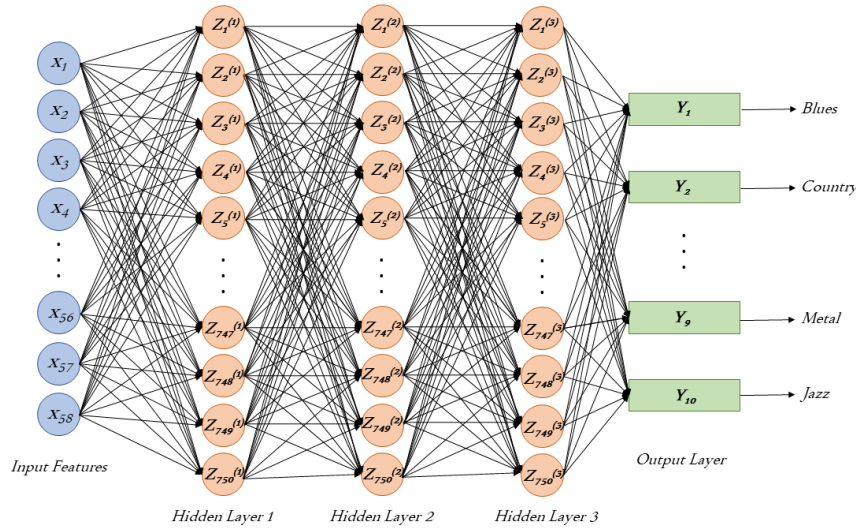 x1
x2
x3
x4
x56
x57
x58
Input Features
Z1(1)
Z2(1)
Z3(1)
Z4(1)
Z5(1)
Z747(1)
Z748(1)
Z749(1)
Z750(1)
Hidden Layer 1
Z1(2)
Z2(2)
Z3(2)
Z4(2)
Z5(2)
Z747(2)
Z748(2)
Z749(2)
Z750(2)
Hidden Layer 2
Z1(3)
Z2(3)
Z3(3)
Z4(3)
Z5(3)
Z747(3)
Z748(3)
Z749(3)
Z750(3)
Hidden Layer 3
Y1
Y2
Y9
Y10
Output Layer
Blues
Country
Metal
Jazz